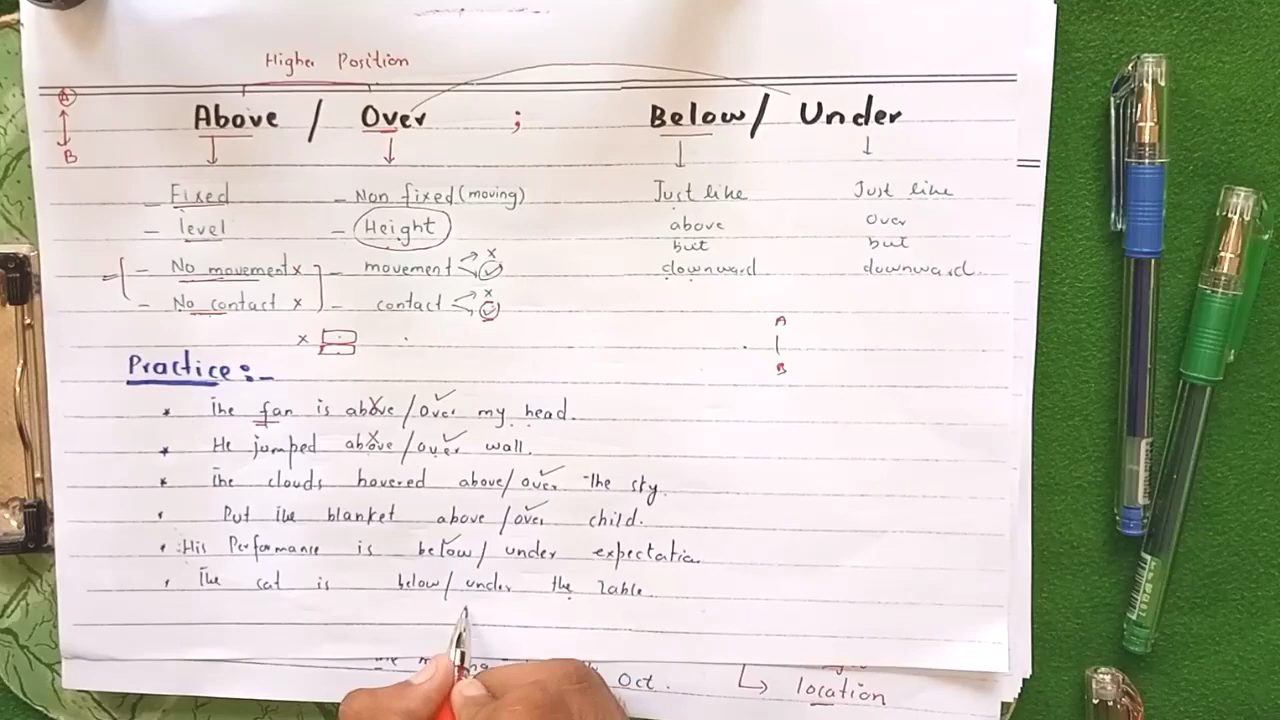 Higher Position
A
B
Above / Over ; Below / Under
– Fixed – Non fixed (moving) Just like Just like
– level – Height above over
but but
– No movement x – movement x ✓ downward downward
– No contact x – contact x ✓
x
A
B
Practice:-
* The fan is above/over my head.
* He jumped above/over wall.
* The clouds hovered above/over the sky.
* Put the blanket above/over child.
* His Performance is below/under expectation
* The cat is below/under the table.
Oct. location